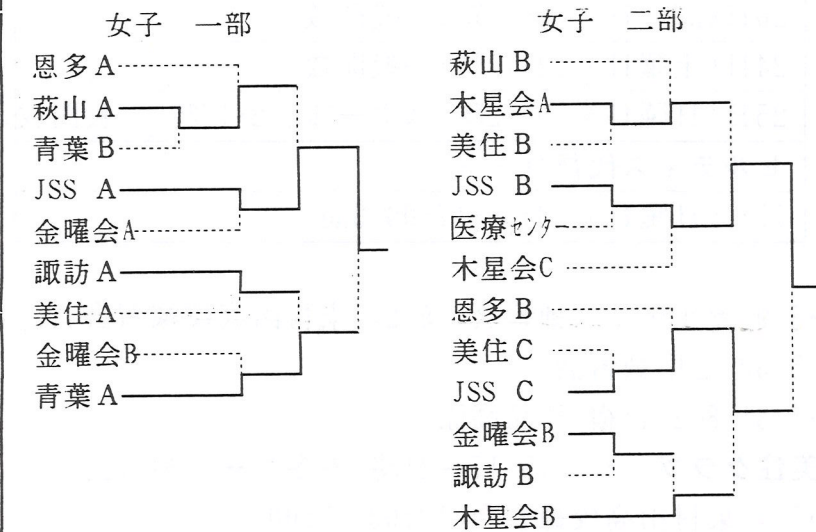 女子 一部
恩多A
萩山A
青葉B
JSS A
金曜会A
諏訪A
美住A
金曜会B
青葉A
女子 二部
萩山B
木星会A
美住B
JSS B
医療センター
木星会C
恩多B
美住C
JSS C
金曜会B
諏訪B
木星会B